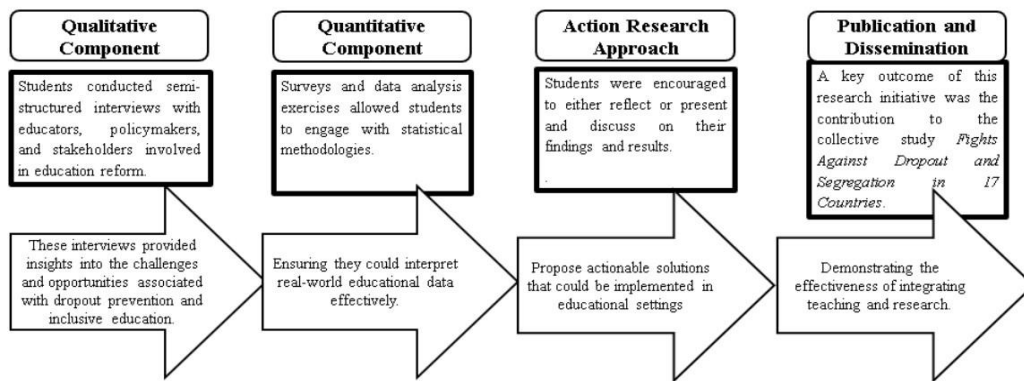 Qualitative
Component
Students conducted semi-
structured interviews with
educators, policymakers,
and stakeholders involved
in education reform.
These interviews provided
insights into the challenges
and opportunities associated
with dropout prevention and
inclusive education.
Quantitative
Component
Surveys and data analysis
exercises allowed students
to engage with statistical
methodologies.
Ensuring they could interpret
real-world educational data
effectively.
Action Research
Approach
Students were encouraged
to either reflect or present
and discuss on their
findings and results.
.
Propose actionable solutions
that could be implemented in
educational settings
Publication and
Dissemination
A key outcome of this
research initiative was the
contribution to the
collective study Fights
Against Dropout and
Segregation in 17
Countries.
Demonstrating the
effectiveness of integrating
teaching and research.